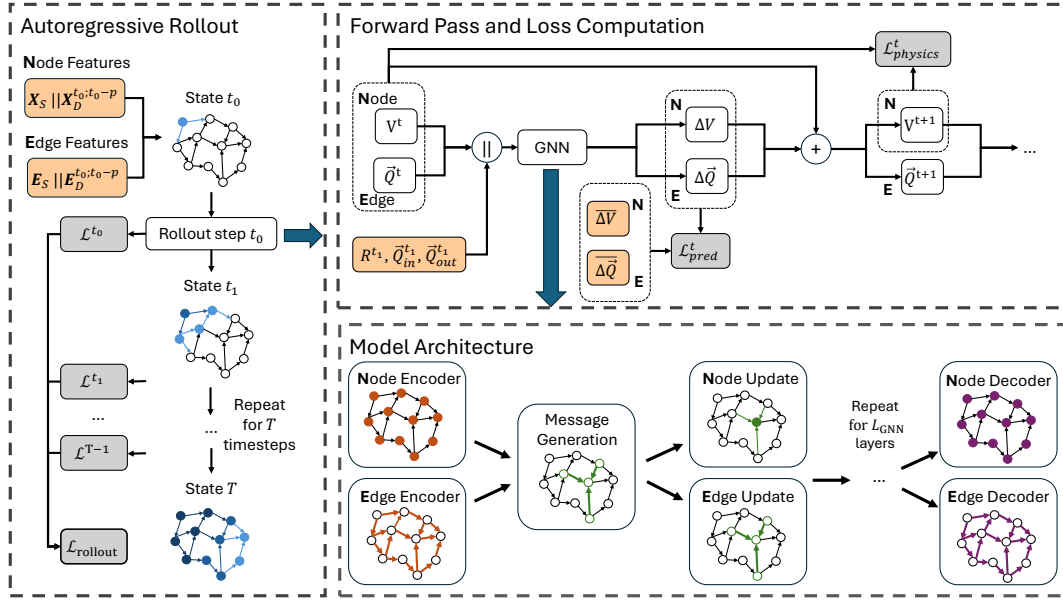 Autoregressive Rollout
Node Features
X_S ||X_D^{t_0:t_0−p}
Edge Features
E_S ||E_D^{t_0:t_0−p}
State t_0
ℒ^{t_0}
Rollout step t_0
State t_1
ℒ^{t_1}
...
ℒ^{T−1}
...
Repeat
for T
timesteps
State T
ℒ_rollout
Forward Pass and Loss Computation
ℒ^t_physics
Node
V^t
Q⃗^t
Edge
||
GNN
N
ΔV
ΔQ⃗
E
+
N
V^{t+1}
Q⃗^{t+1}
E
...
R^{t_1}, Q⃗_in^{t_1}, Q⃗_out^{t_1}
N
Δ̅V̅
Δ̅Q̅⃗
E
ℒ^t_pred
Model Architecture
Node Encoder
Edge Encoder
Message
Generation
Node Update
Edge Update
Repeat
for L_GNN
layers
...
Node Decoder
Edge Decoder